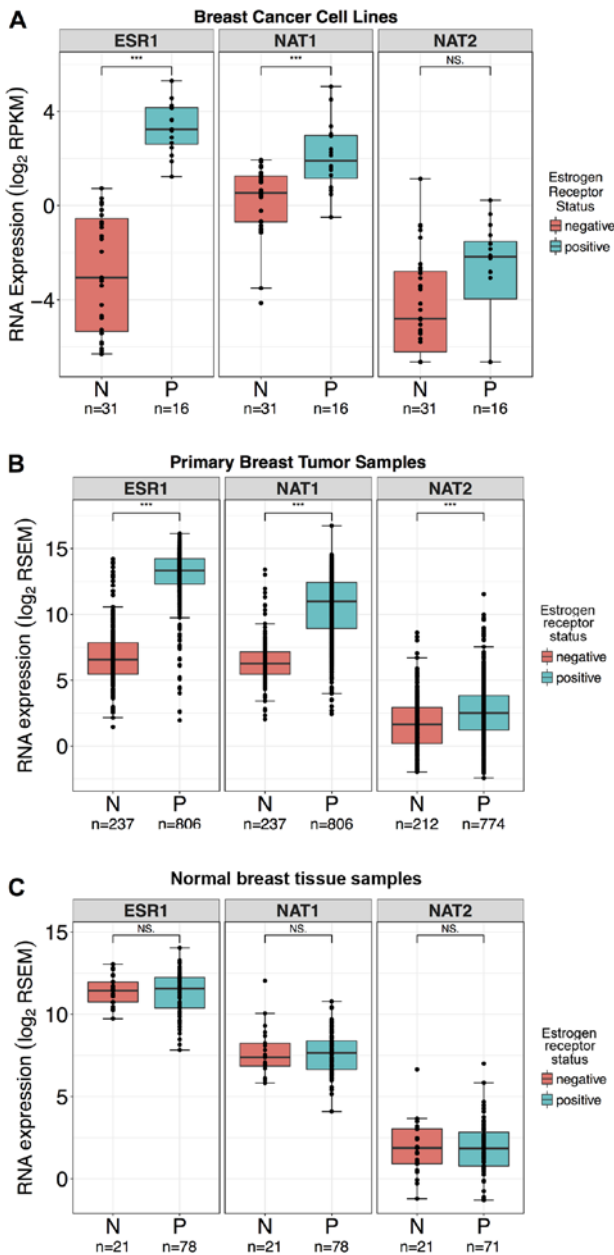 A
Breast Cancer Cell Lines
ESR1 NAT1 NAT2
*** *** NS.
RNA Expression (log2 RPKM)
4
0
−4
N P N P N P
n=31 n=16 n=31 n=16 n=31 n=16
Estrogen
Receptor
Status
negative
positive
B
Primary Breast Tumor Samples
ESR1 NAT1 NAT2
*** *** ***
RNA expression (log2 RSEM)
15
10
5
0
N P N P N P
n=237 n=806 n=237 n=806 n=212 n=774
Estrogen
receptor
status
negative
positive
C
Normal breast tissue samples
ESR1 NAT1 NAT2
NS. NS. NS.
RNA expression (log2 RSEM)
15
10
5
0
N P N P N P
n=21 n=78 n=21 n=78 n=21 n=71
Estrogen
receptor
status
negative
positive